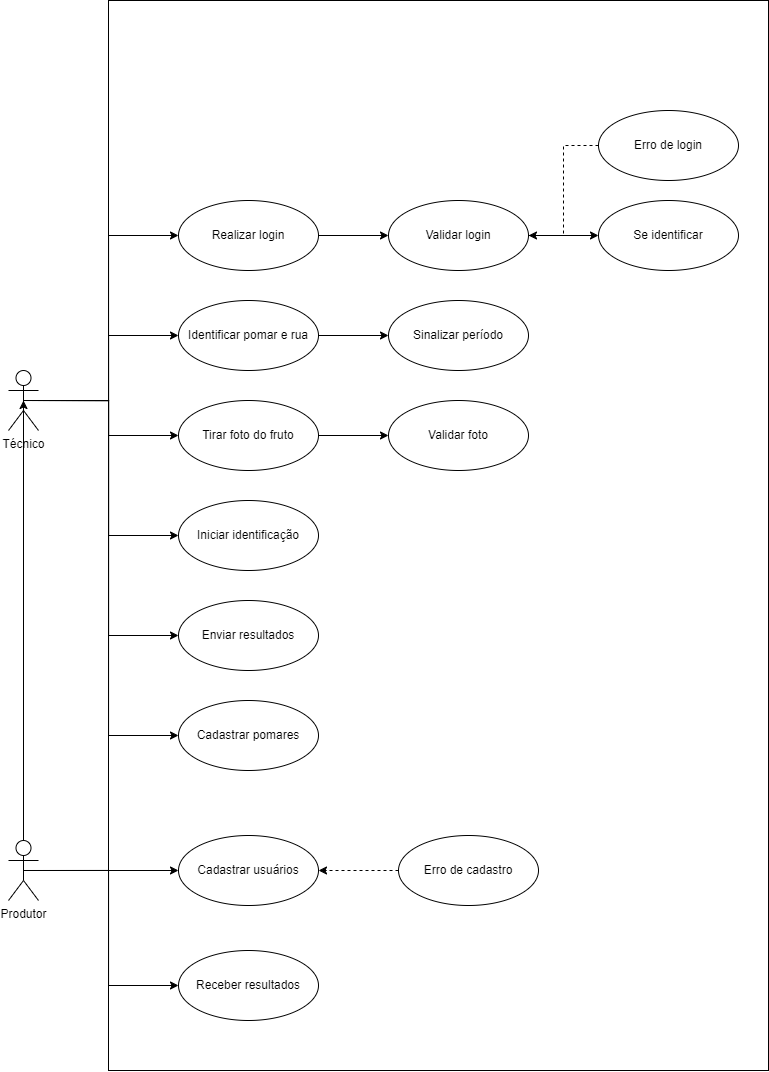 Erro de login
Realizar login
Validar login
Se identificar
Identificar pomar e rua
Sinalizar período
Técnico
Tirar foto do fruto
Validar foto
Iniciar identificação
Enviar resultados
Cadastrar pomares
Cadastrar usuários
Erro de cadastro
Produtor
Receber resultados